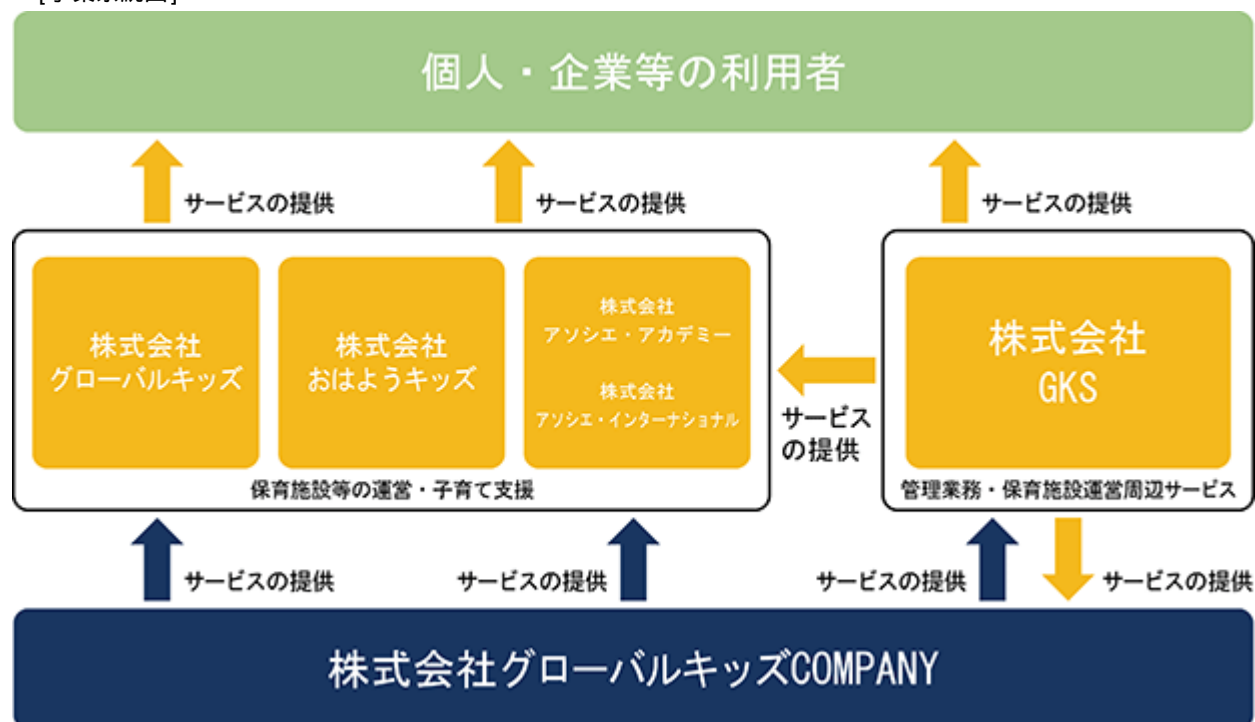 [事業系統図]
個人・企業等の利用者
サービスの提供
サービスの提供
サービスの提供
株式会社
グローバルキッズ
株式会社
おはようキッズ
株式会社
アソシエ・アカデミー
株式会社
アソシエ・インターナショナル
サービス
の提供
株式会社
GKS
保育施設等の運営・子育て支援
管理業務・保育施設運営周辺サービス
サービスの提供
サービスの提供
サービスの提供
サービスの提供
株式会社グローバルキッズCOMPANY